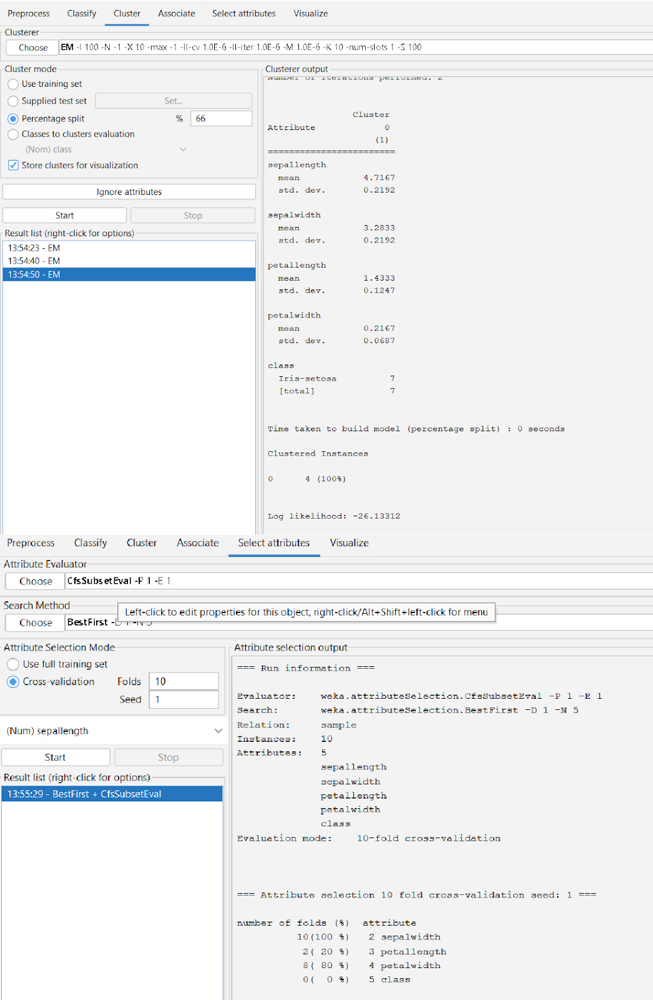 Preprocess Classify Cluster Associate Select attributes Visualize
Clusterer
Choose EM -I 100 -N -1 -X 10 -max -1 -ll-cv 1.0E-6 -ll-iter 1.0E-6 -M 1.0E-6 -K 10 -num-slots 1 -S 100
Cluster mode
Use training set
Supplied test set Set...
Percentage split % 66
Classes to clusters evaluation
(Nom) class
Store clusters for visualization
Ignore attributes
Start Stop
Result list (right-click for options)
13:54:23 - EM
13:54:40 - EM
13:54:50 - EM
Clusterer output
Number of iterations performed: 2
Cluster
Attribute 0
(1)
========================
sepallength
mean 4.7167
std. dev. 0.2192
sepalwidth
mean 3.2833
std. dev. 0.2192
petallength
mean 1.4333
std. dev. 0.1247
petalwidth
mean 0.2167
std. dev. 0.0687
class
Iris-setosa 7
[total] 7
Time taken to build model (percentage split) : 0 seconds
Clustered Instances
0 4 (100%)
Log likelihood: -26.13312
Preprocess Classify Cluster Associate Select attributes Visualize
Attribute Evaluator
Choose CfsSubsetEval -P 1 -E 1
Search Method
Left-click to edit properties for this object, right-click/Alt+Shift+left-click for menu
Choose BestFirst -D 1 -N 5
Attribute Selection Mode
Use full training set
Cross-validation Folds 10
Seed 1
(Num) sepallength
Start Stop
Result list (right-click for options)
13:55:29 - BestFirst + CfsSubsetEval
Attribute selection output
=== Run information ===
Evaluator: weka.attributeSelection.CfsSubsetEval -P 1 -E 1
Search: weka.attributeSelection.BestFirst -D 1 -N 5
Relation: sample
Instances: 10
Attributes: 5
sepallength
sepalwidth
petallength
petalwidth
class
Evaluation mode: 10-fold cross-validation
=== Attribute selection 10 fold cross-validation seed: 1 ===
number of folds (%) attribute
10(100 %) 2 sepalwidth
2( 20 %) 3 petallength
8( 80 %) 4 petalwidth
0( 0 %) 5 class